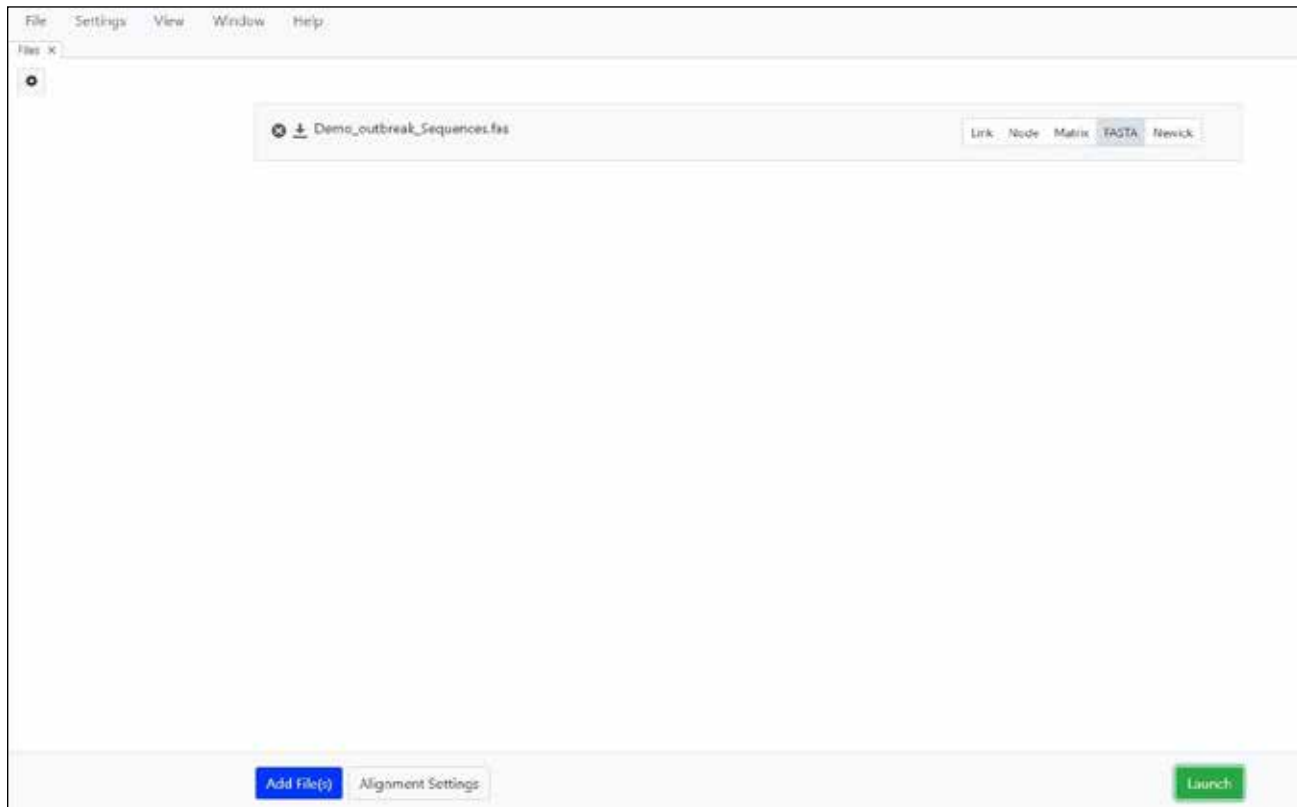 File Settings View Window Help
Files ×
Demo_outbreak_Sequences.fas
Link Node Matrix FASTA Newick
Add File(s) Alignment Settings Launch